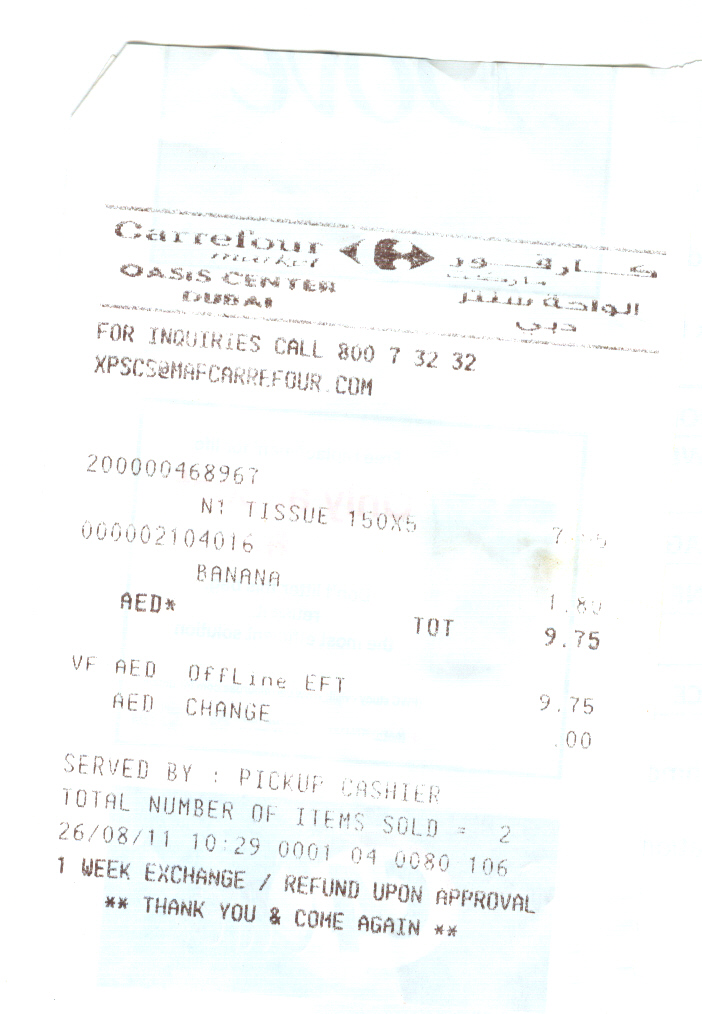 Carrefour كـارفـور
market ماركت
OASIS CENTER الواحة سنتر
DUBAI دبي
FOR INQUIRIES CALL 800 7 32 32
XPSCS@MAFCARREFOUR.COM
200000468967
N1 TISSUE 150X5
000002104016
BANANA 1.80
AED* TOT 9.75
VF AED OffLine EFT 9.75
AED CHANGE .00
SERVED BY : PICKUP CASHIER
TOTAL NUMBER OF ITEMS SOLD = 2
26/08/11 10:29 0001 04 0080 106
1 WEEK EXCHANGE / REFUND UPON APPROVAL
** THANK YOU & COME AGAIN **